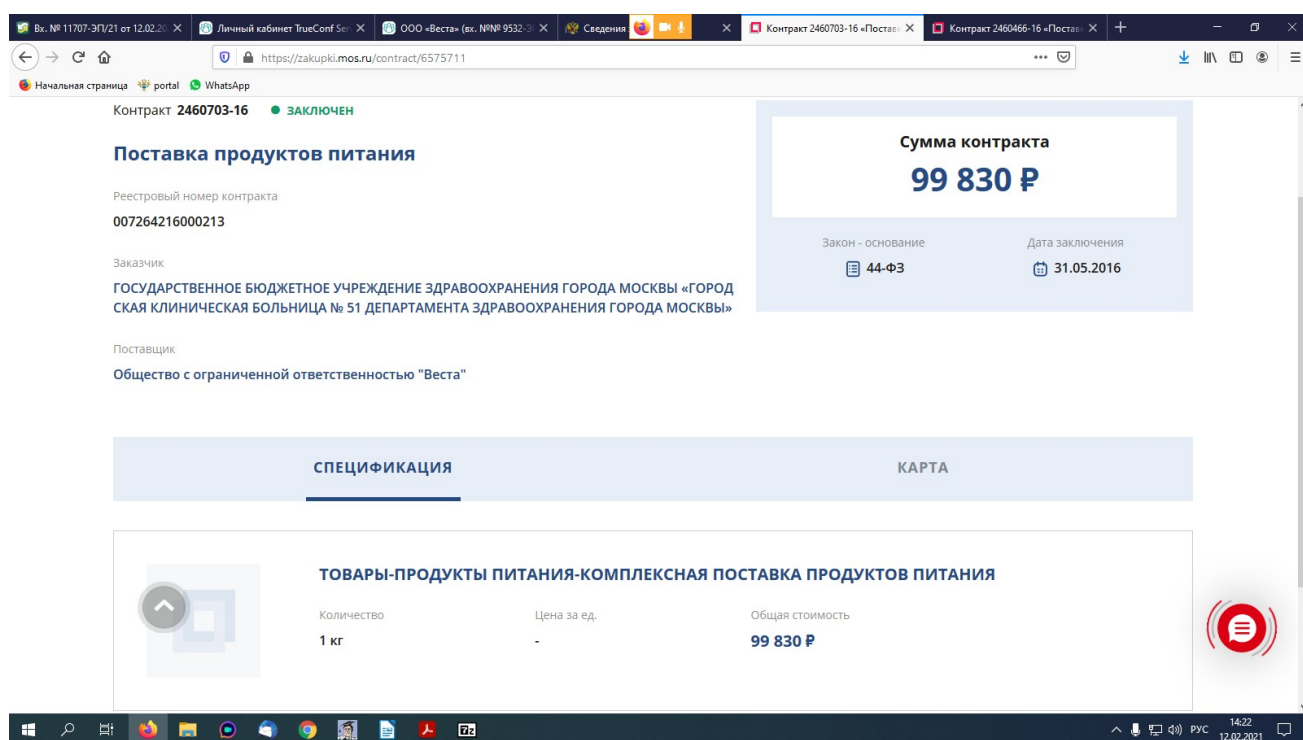 Вх. № 11707-ЭП/21 от 12.02.20
Личный кабинет TrueConf Ser
ООО «Веста» (вх. №№ 9532-Э
Сведения
Контракт 2460703-16 «Постав
Контракт 2460466-16 «Постав
https://zakupki.mos.ru/contract/6575711
Начальная страница
portal
WhatsApp
Контракт 2460703-16
ЗАКЛЮЧЕН
Поставка продуктов питания
Реестровый номер контракта
007264216000213
Заказчик
ГОСУДАРСТВЕННОЕ БЮДЖЕТНОЕ УЧРЕЖДЕНИЕ ЗДРАВООХРАНЕНИЯ ГОРОДА МОСКВЫ «ГОРОД
СКАЯ КЛИНИЧЕСКАЯ БОЛЬНИЦА № 51 ДЕПАРТАМЕНТА ЗДРАВООХРАНЕНИЯ ГОРОДА МОСКВЫ»
Поставщик
Общество с ограниченной ответственностью "Веста"
Сумма контракта
99 830 ₽
Закон - основание
44-ФЗ
Дата заключения
31.05.2016
СПЕЦИФИКАЦИЯ
КАРТА
ТОВАРЫ-ПРОДУКТЫ ПИТАНИЯ-КОМПЛЕКСНАЯ ПОСТАВКА ПРОДУКТОВ ПИТАНИЯ
Количество
Цена за ед.
Общая стоимость
1 кг
-
99 830 ₽
РУС
14:22
12.02.2021